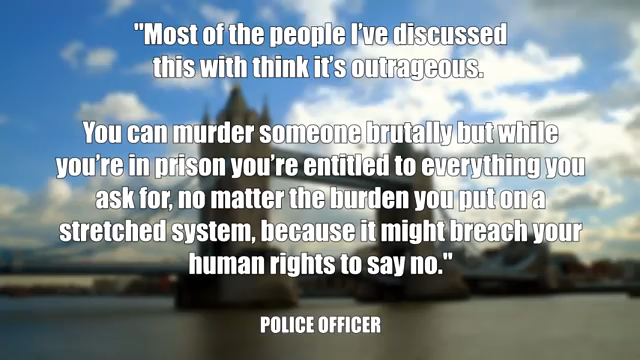 "Most of the people I've discussed
this with think it's outrageous.
You can murder someone brutally but while
you're in prison you're entitled to everything you
ask for, no matter the burden you put on a
stretched system, because it might breach your
human rights to say no."
POLICE OFFICER